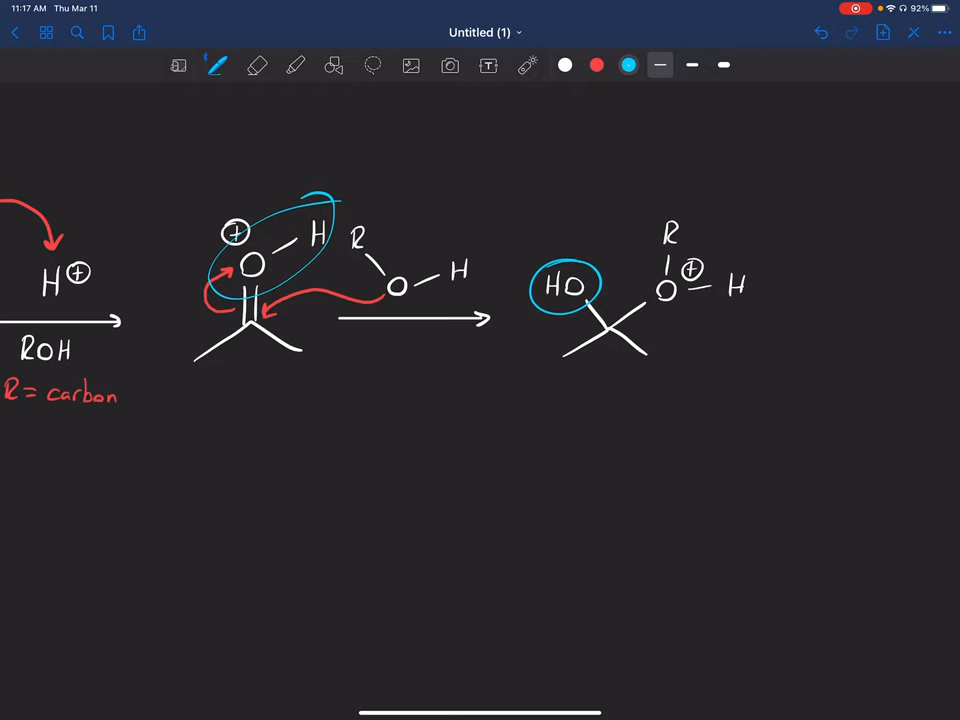 11:17 AM Thu Mar 11
92%
Untitled (1)
T
H⊕
ROH
R = carbon
⊕
O H
R
O H
HO
R
O ⊕ H